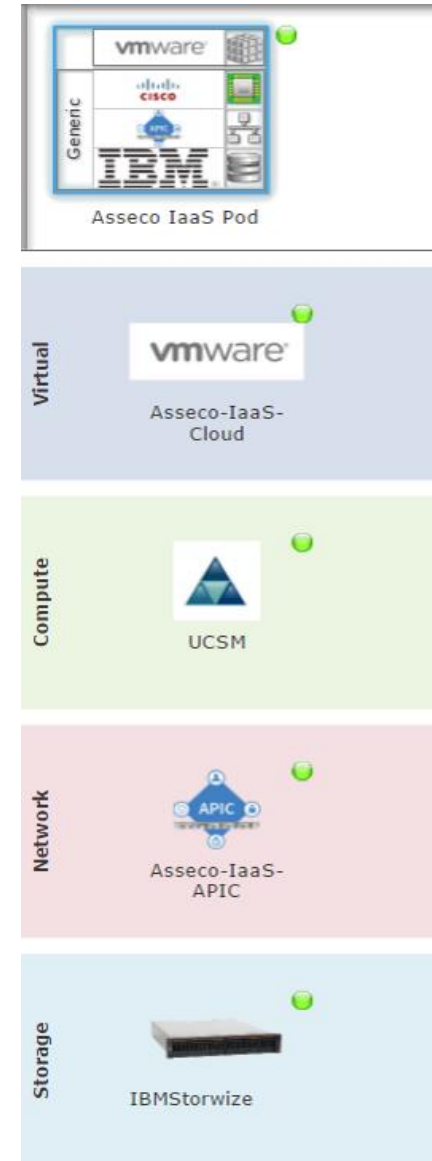 vmware
Generic
CISCO
APIC
IBM
Asseco IaaS Pod
Virtual
vmware
Asseco-IaaS-
Cloud
Compute
UCSM
Network
APIC
Asseco-IaaS-
APIC
Storage
IBMStorwize